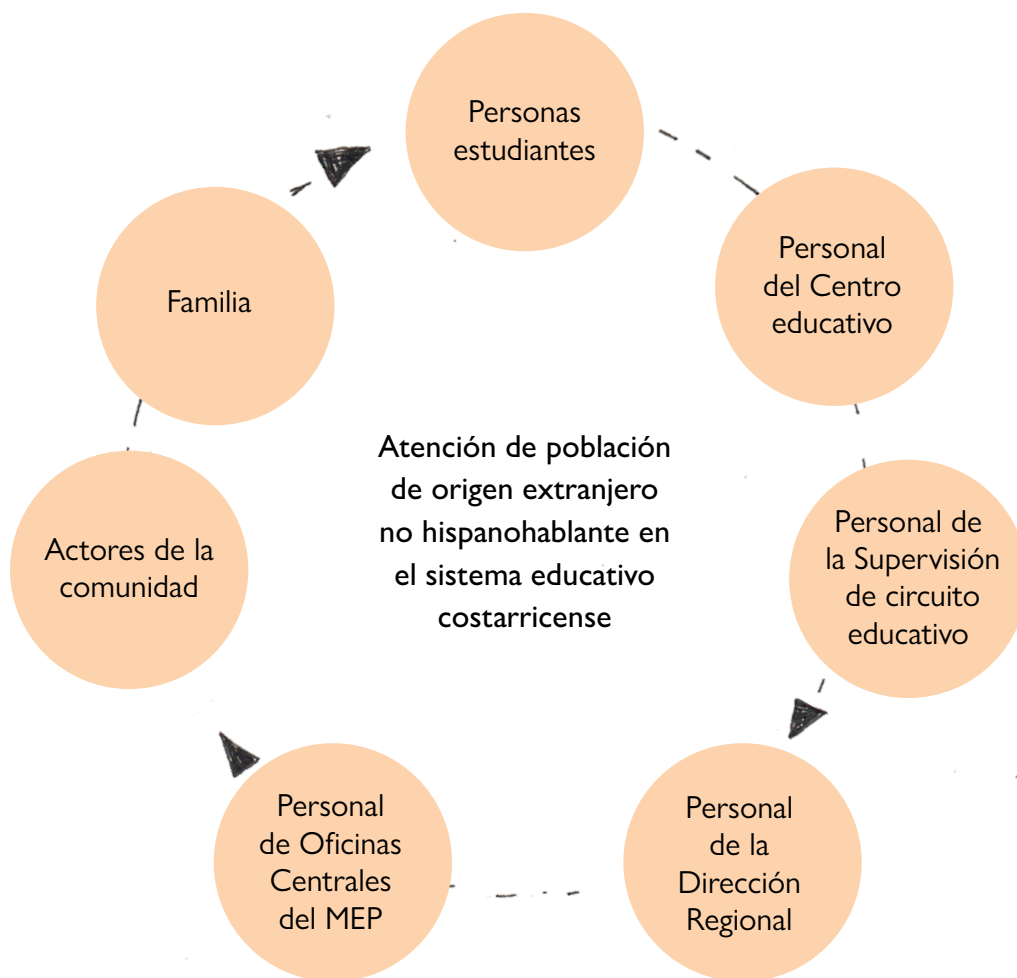 Personas
estudiantes
Personal
del Centro
educativo
Familia
Atención de población
de origen extranjero
no hispanohablante en
el sistema educativo
costarricense
Personal de
la Supervisión
de circuito
educativo
Actores de la
comunidad
Personal
de la
Dirección
Regional
Personal
de Oficinas
Centrales
del MEP